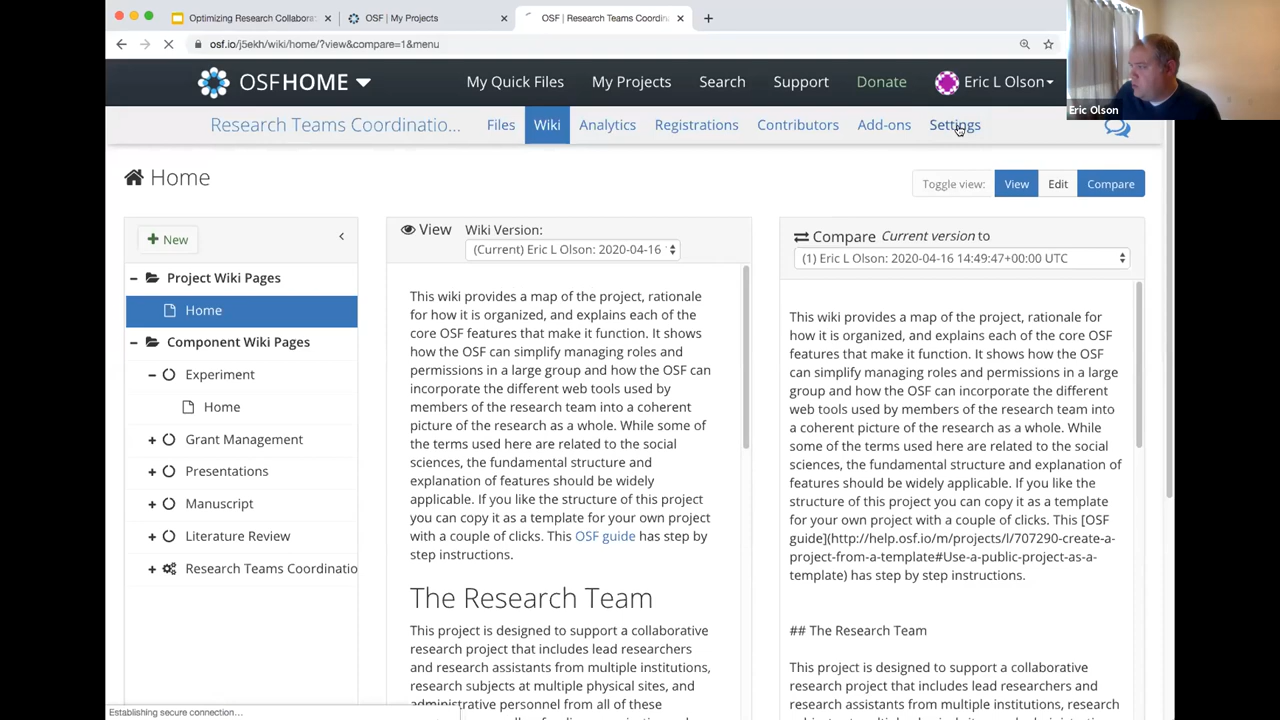 Optimizing Research Collabora
OSF | My Projects
OSF | Research Teams Coordin
osf.io/j5ekh/wiki/home/?view&compare=1&menu
OSFHOME
My Quick Files
My Projects
Search
Support
Donate
Eric L Olson
Eric Olson
Research Teams Coordinatio...
Files
Wiki
Analytics
Registrations
Contributors
Add-ons
Settings
Home
Toggle view:
View
Edit
Compare
New
Project Wiki Pages
Home
Component Wiki Pages
Experiment
Home
Grant Management
Presentations
Manuscript
Literature Review
Research Teams Coordinatio
View
Wiki Version:
(Current) Eric L Olson: 2020-04-16
This wiki provides a map of the project, rationale
for how it is organized, and explains each of the
core OSF features that make it function. It shows
how the OSF can simplify managing roles and
permissions in a large group and how the OSF can
incorporate the different web tools used by
members of the research team into a coherent
picture of the research as a whole. While some of
the terms used here are related to the social
sciences, the fundamental structure and
explanation of features should be widely
applicable. If you like the structure of this project
you can copy it as a template for your own project
with a couple of clicks. This OSF guide has step by
step instructions.
The Research Team
This project is designed to support a collaborative
research project that includes lead researchers
and research assistants from multiple institutions,
research subjects at multiple physical sites, and
administrative personnel from all of these
Compare Current version to
(1) Eric L Olson: 2020-04-16 14:49:47+00:00 UTC
This wiki provides a map of the project, rationale for
how it is organized, and explains each of the core OSF
features that make it function. It shows how the OSF
can simplify managing roles and permissions in a large
group and how the OSF can incorporate the different
web tools used by members of the research team into
a coherent picture of the research as a whole. While
some of the terms used here are related to the social
sciences, the fundamental structure and explanation of
features should be widely applicable. If you like the
structure of this project you can copy it as a template
for your own project with a couple of clicks. This [OSF
guide](http://help.osf.io/m/projects/l/707290-create-a-
project-from-a-template#Use-a-public-project-as-a-
template) has step by step instructions.
## The Research Team
This project is designed to support a collaborative
research project that includes lead researchers and
research assistants from multiple institutions, research
Establishing secure connection...